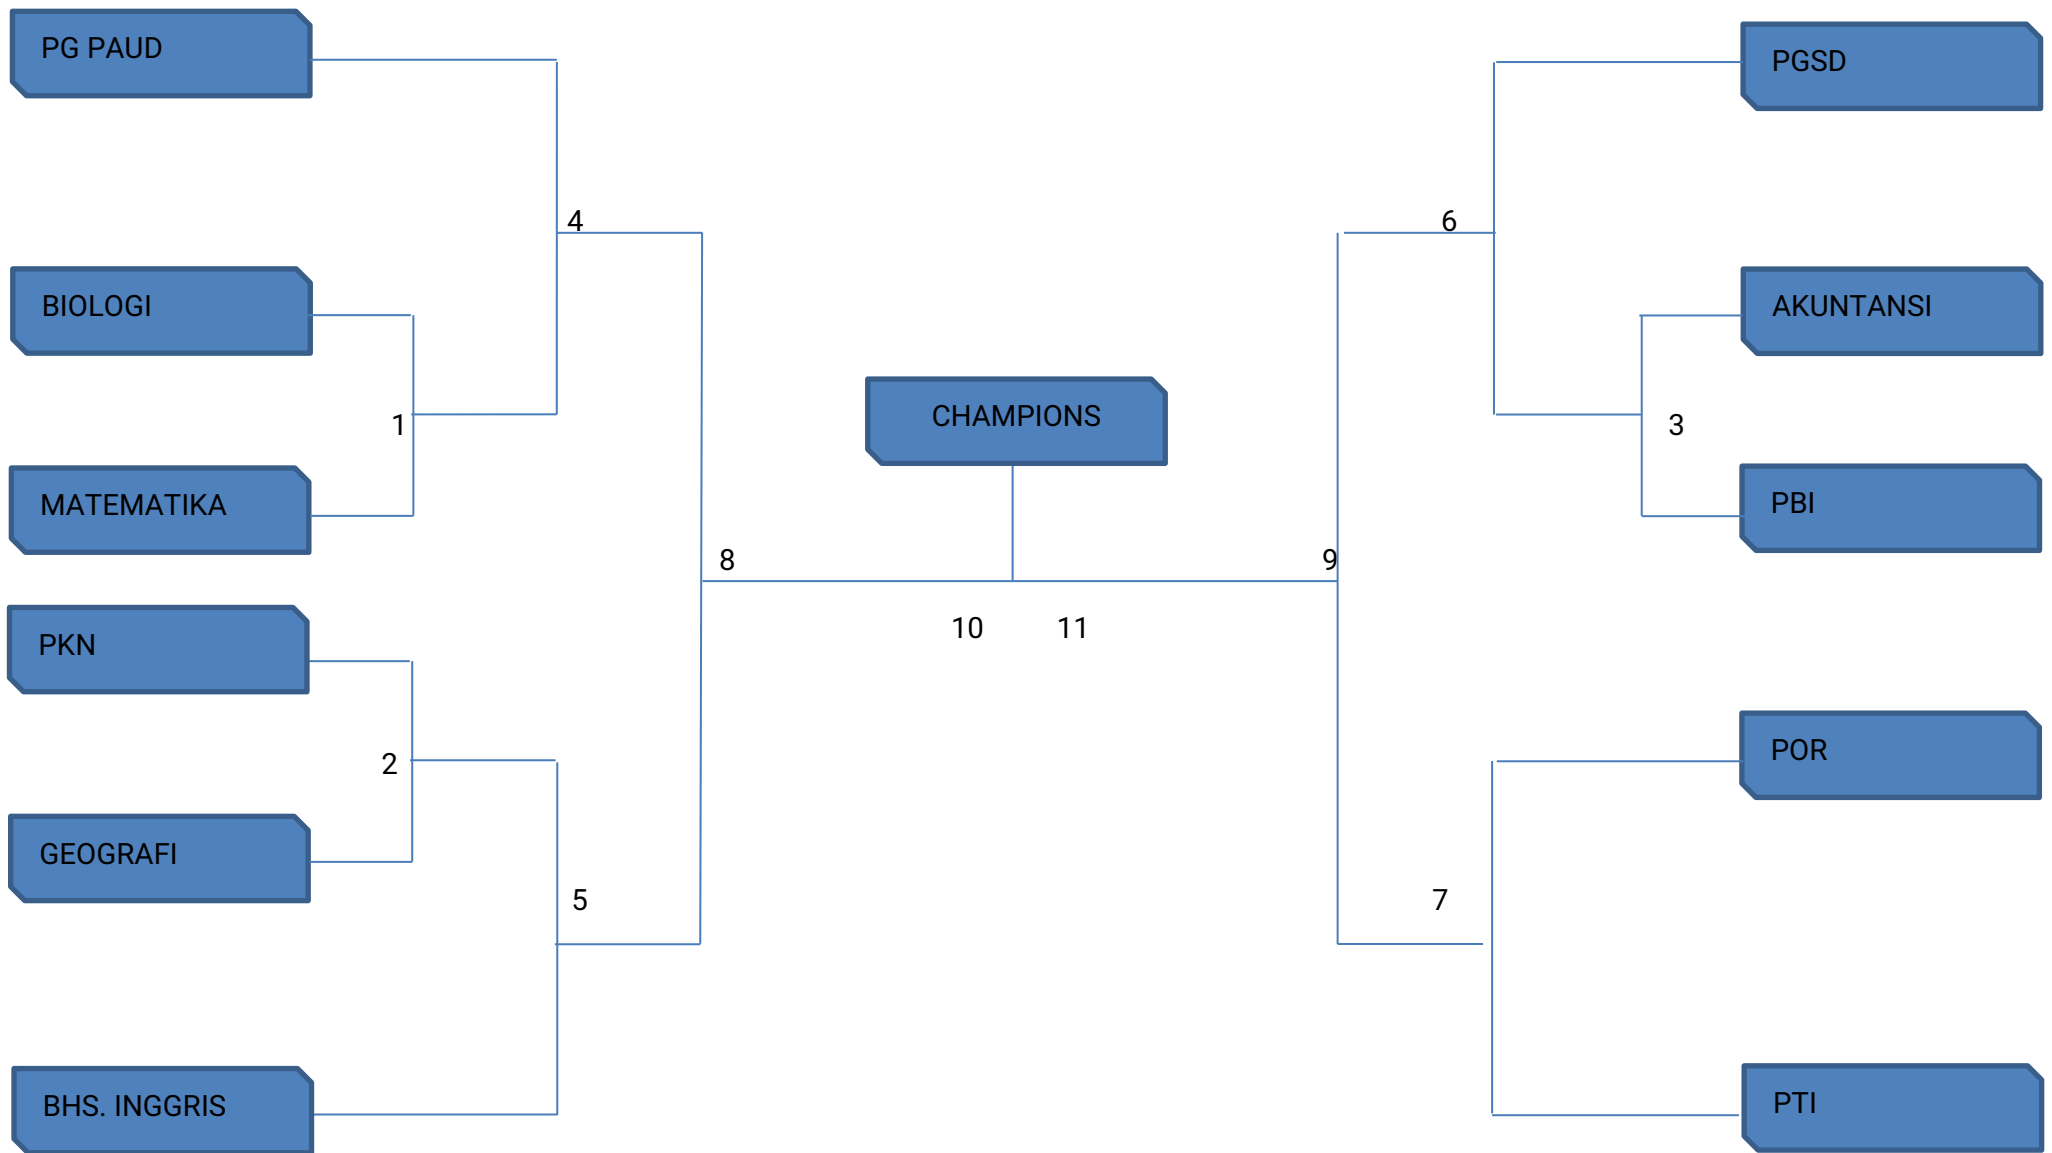 PG PAUD
PGSD
4
6
BIOLOGI
AKUNTANSI
CHAMPIONS
1
3
MATEMATIKA
PBI
8
9
10
11
PKN
POR
2
GEOGRAFI
5
7
BHS. INGGRIS
PTI